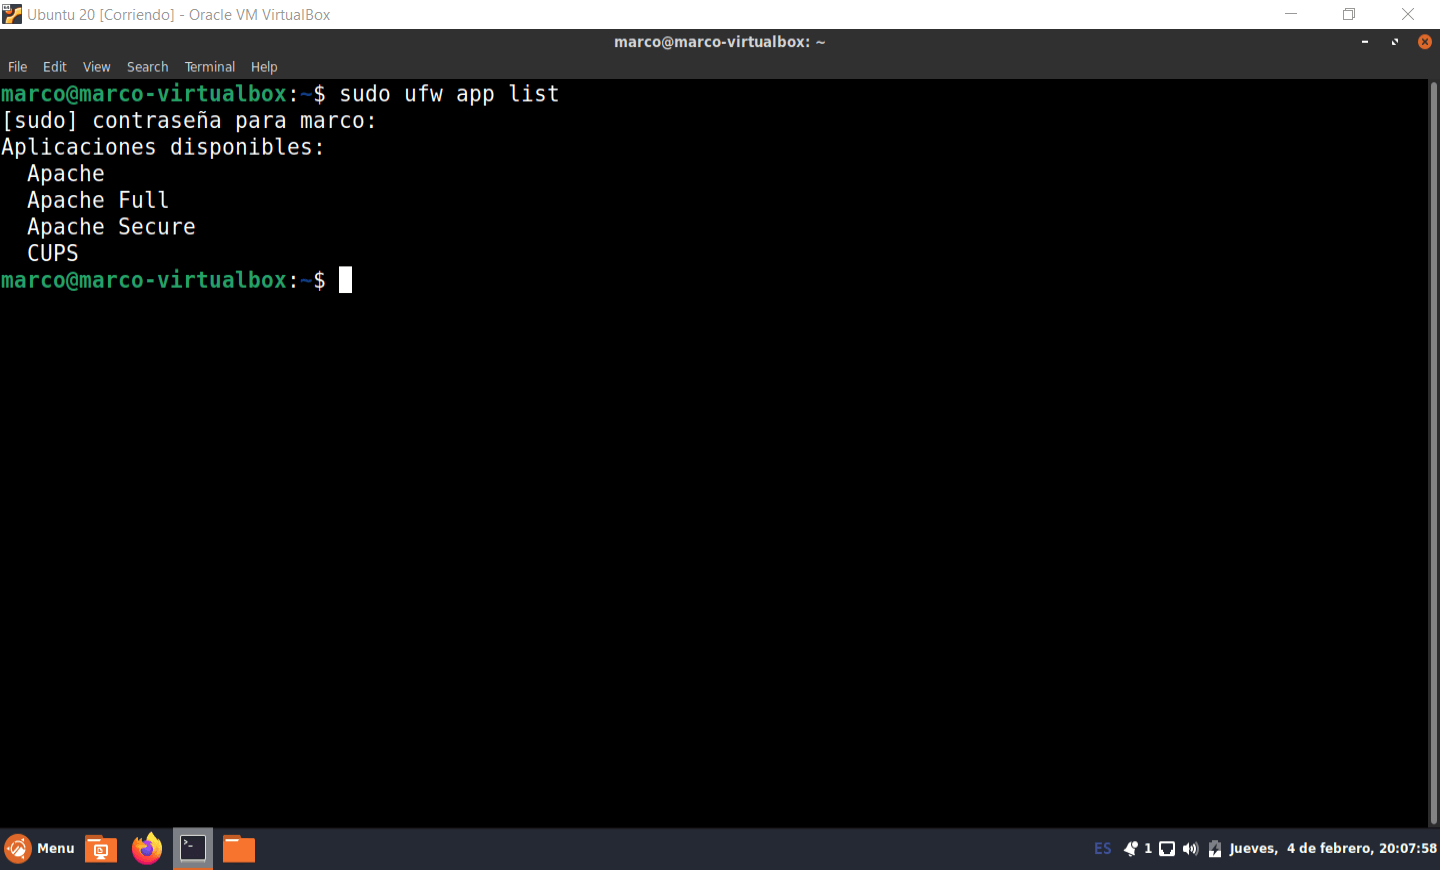 Ubuntu 20 [Corriendo] - Oracle VM VirtualBox
marco@marco-virtualbox: ~
File Edit View Search Terminal Help
marco@marco-virtualbox:~$ sudo ufw app list
[sudo] contraseña para marco:
Aplicaciones disponibles:
  Apache
  Apache Full
  Apache Secure
  CUPS
marco@marco-virtualbox:~$
Menu ES 1 Jueves, 4 de febrero, 20:07:58